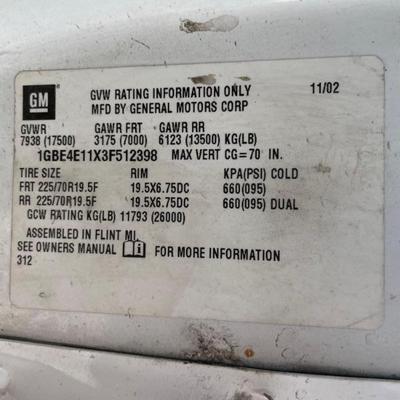 GM
GVW RATING INFORMATION ONLY 11/02
MFD BY GENERAL MOTORS CORP
GVWR GAWR FRT GAWR RR
7938 (17500) 3175 (7000) 6123 (13500) KG(LB)
1GBE4E11X3F512398 MAX VERT CG=70 IN.
TIRE SIZE RIM KPA(PSI) COLD
FRT 225/70R19.5F 19.5X6.75DC 660(095)
RR 225/70R19.5F 19.5X6.75DC 660(095) DUAL
GCW RATING KG(LB) 11793 (26000)
ASSEMBLED IN FLINT MI.
SEE OWNERS MANUAL i FOR MORE INFORMATION
312